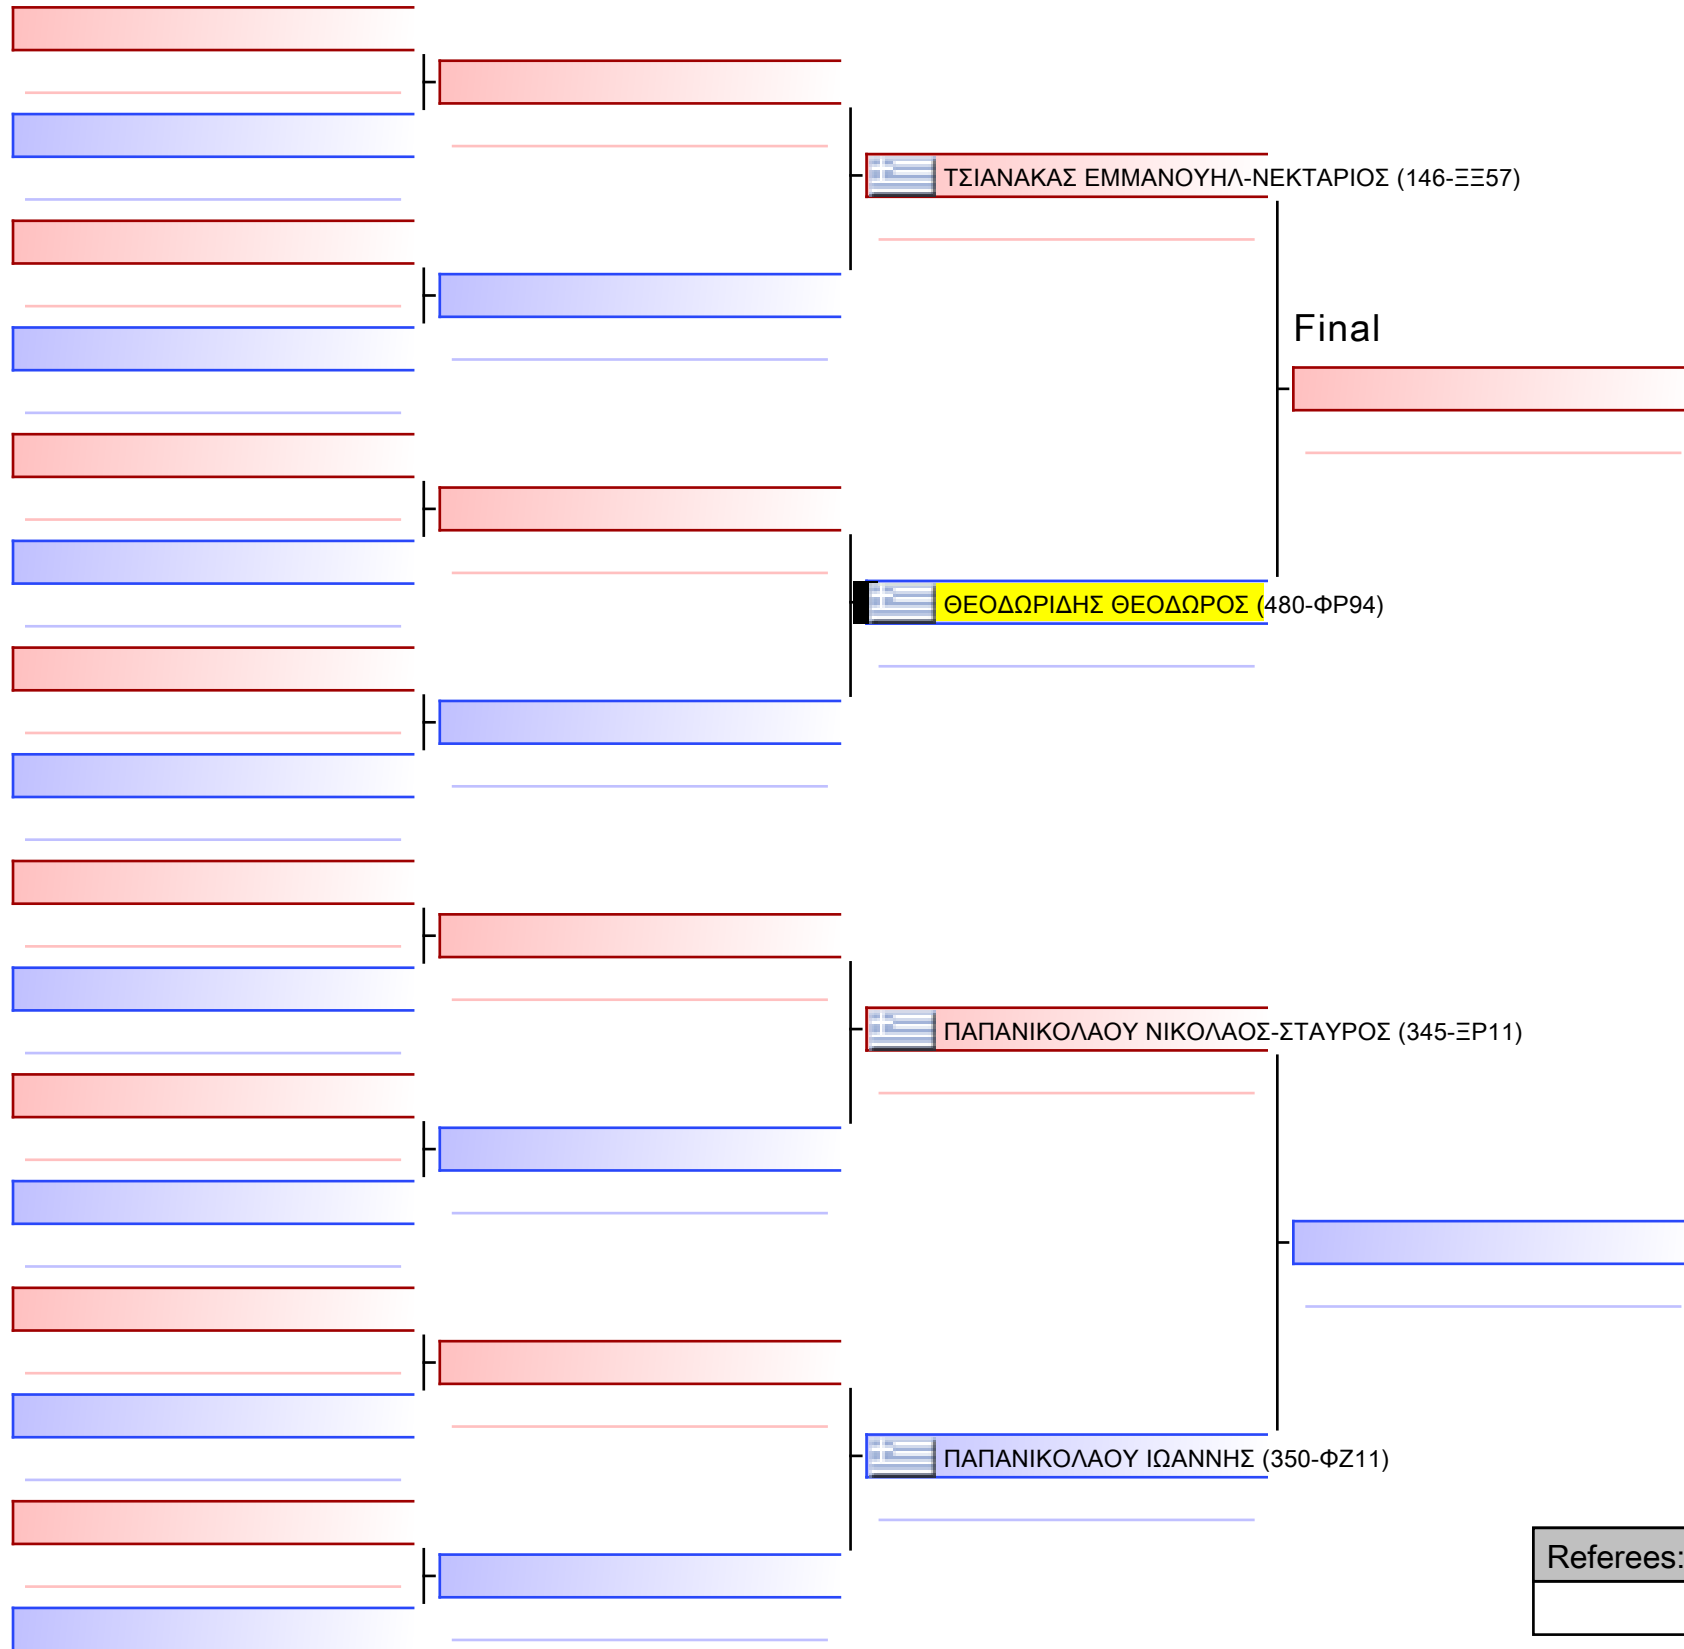 ΤΣΙΑΝΑΚΑΣ ΕΜΜΑΝΟΥΗΛ-ΝΕΚΤΑΡΙΟΣ (146-ΞΞ57)
Final
ΘΕΟΔΩΡΙΔΗΣ ΘΕΟΔΩΡΟΣ (480-ΦΡ94)
ΠΑΠΑΝΙΚΟΛΑΟΥ ΝΙΚΟΛΑΟΣ-ΣΤΑΥΡΟΣ (345-ΞΡ11)
ΠΑΠΑΝΙΚΟΛΑΟΥ ΙΩΑΝΝΗΣ (350-ΦΖ11)
Referees: